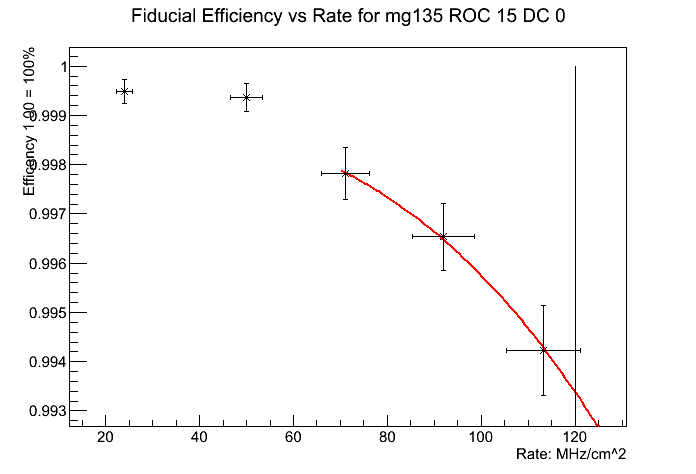 Fiducial Efficiency vs Rate for mg135 ROC 15 DC 0
Efficency 1.00 = 100%
1
0.999
0.998
0.997
0.996
0.995
0.994
0.993
20 40 60 80 100 120
Rate: MHz/cm^2